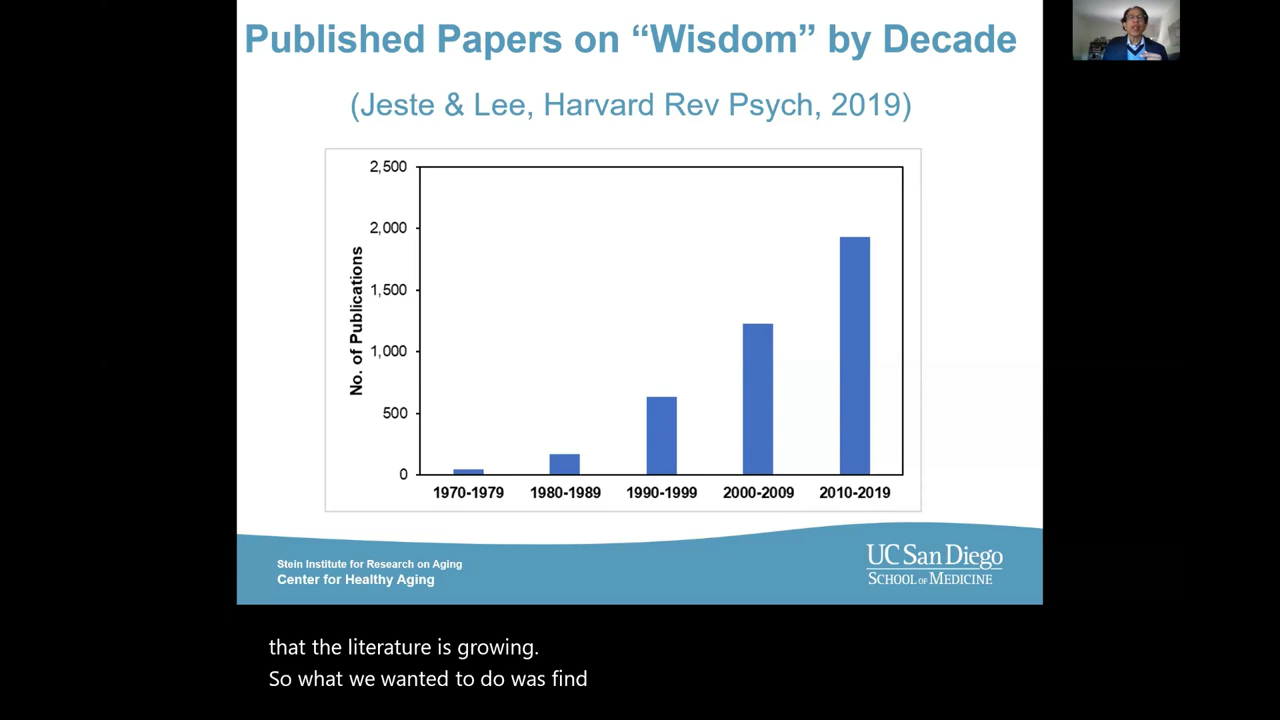 Published Papers on “Wisdom” by Decade
(Jeste & Lee, Harvard Rev Psych, 2019)
2,500
2,000
1,500
1,000
500
0
No. of Publications
1970-1979 1980-1989 1990-1999 2000-2009 2010-2019
Stein Institute for Research on Aging
Center for Healthy Aging
UC San Diego
SCHOOL OF MEDICINE
that the literature is growing.
So what we wanted to do was find